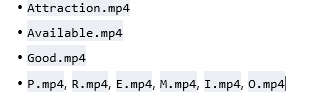 • Attraction.mp4
• Available.mp4
• Good.mp4
• P.mp4, R.mp4, E.mp4, M.mp4, I.mp4, O.mp4